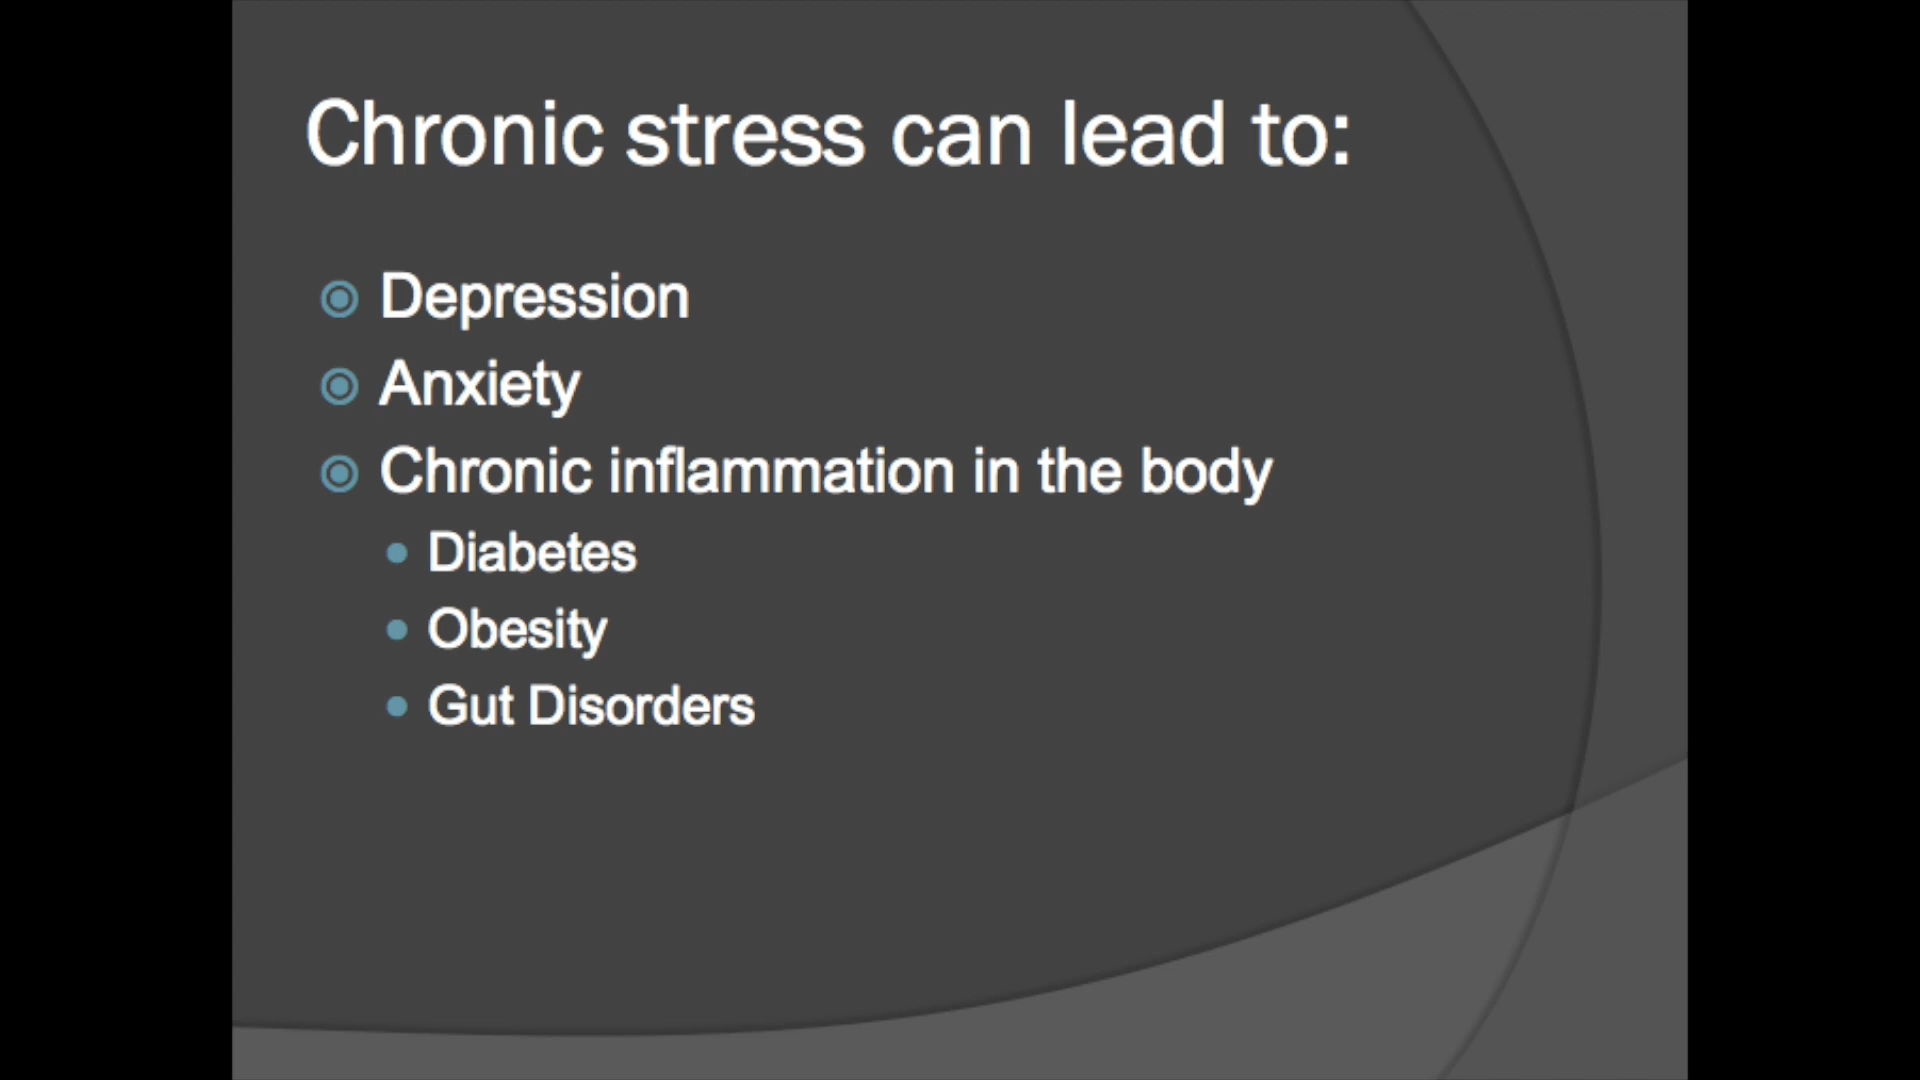 Chronic stress can lead to:
Depression
Anxiety
Chronic inflammation in the body
Diabetes
Obesity
Gut Disorders